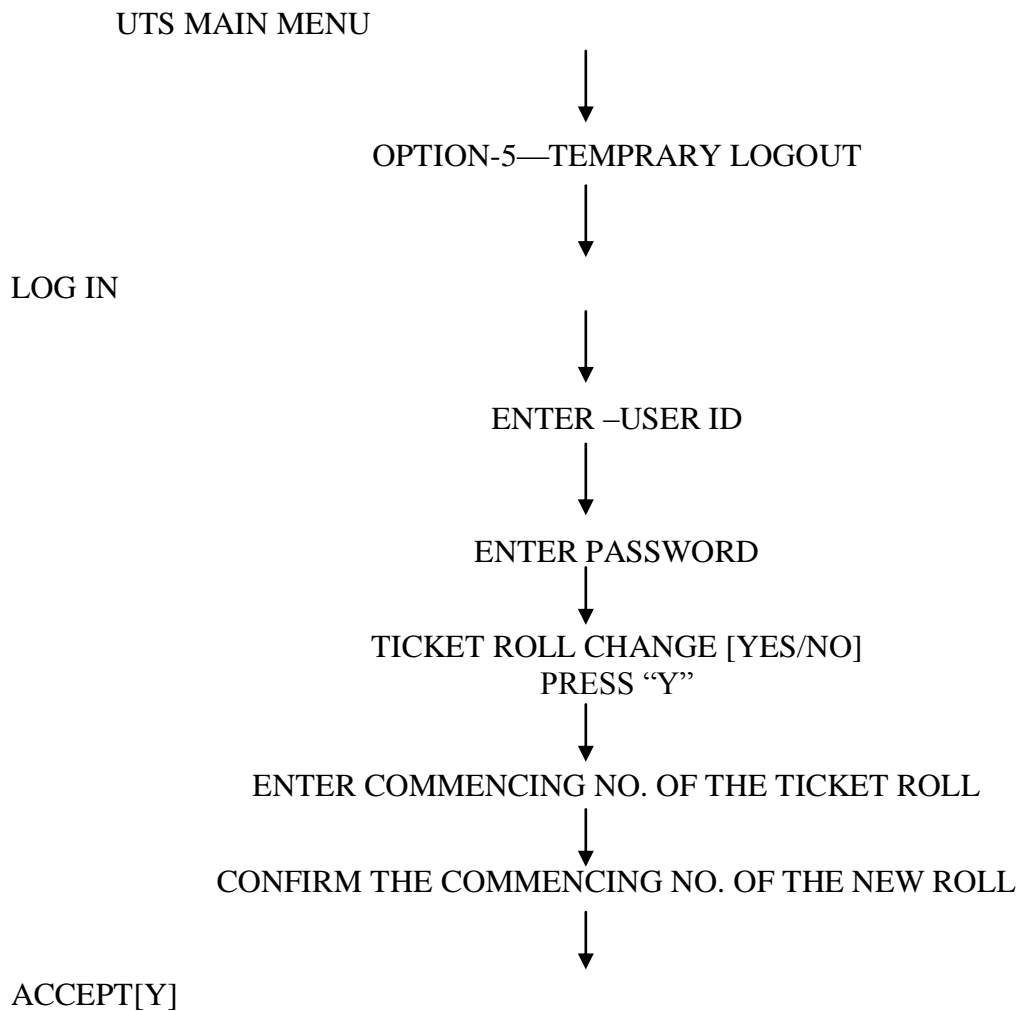 UTS MAIN MENU
OPTION-5—TEMPRARY LOGOUT
LOG IN
ENTER –USER ID
ENTER PASSWORD
TICKET ROLL CHANGE [YES/NO]
PRESS “Y”
ENTER COMMENCING NO. OF THE TICKET ROLL
CONFIRM THE COMMENCING NO. OF THE NEW ROLL
ACCEPT[Y]